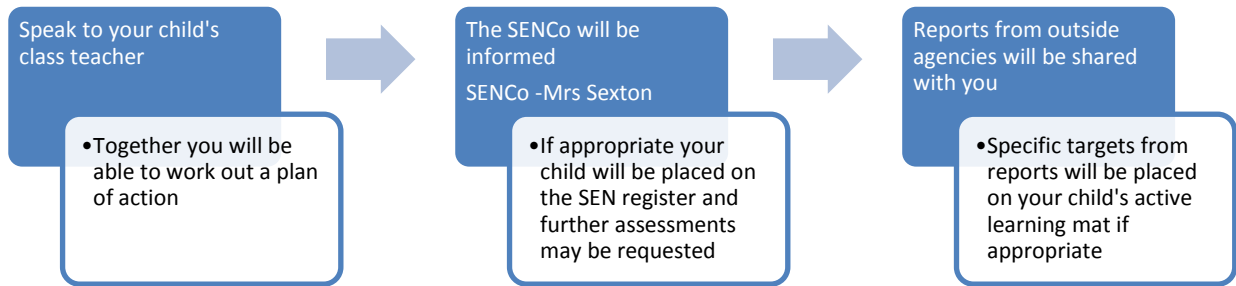 Speak to your child's
class teacher
•Together you will be
able to work out a plan
of action
The SENCo will be
informed
SENCo -Mrs Sexton
•If appropriate your
child will be placed on
the SEN register and
further assessments
may be requested
Reports from outside
agencies will be shared
with you
•Specific targets from
reports will be placed
on your child's active
learning mat if
appropriate